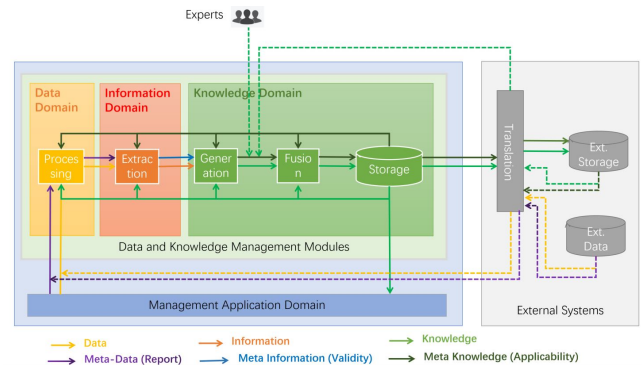 Experts
Data
Domain
Information
Domain
Knowledge Domain
Proces
sing
Extrac
tion
Gener
ation
Fusio
n
Storage
Translation
Ext.
Storage
Ext.
Data
Data and Knowledge Management Modules
Management Application Domain
External Systems
Data
Information
Knowledge
Meta-Data (Report)
Meta Information (Validity)
Meta Knowledge (Applicability)